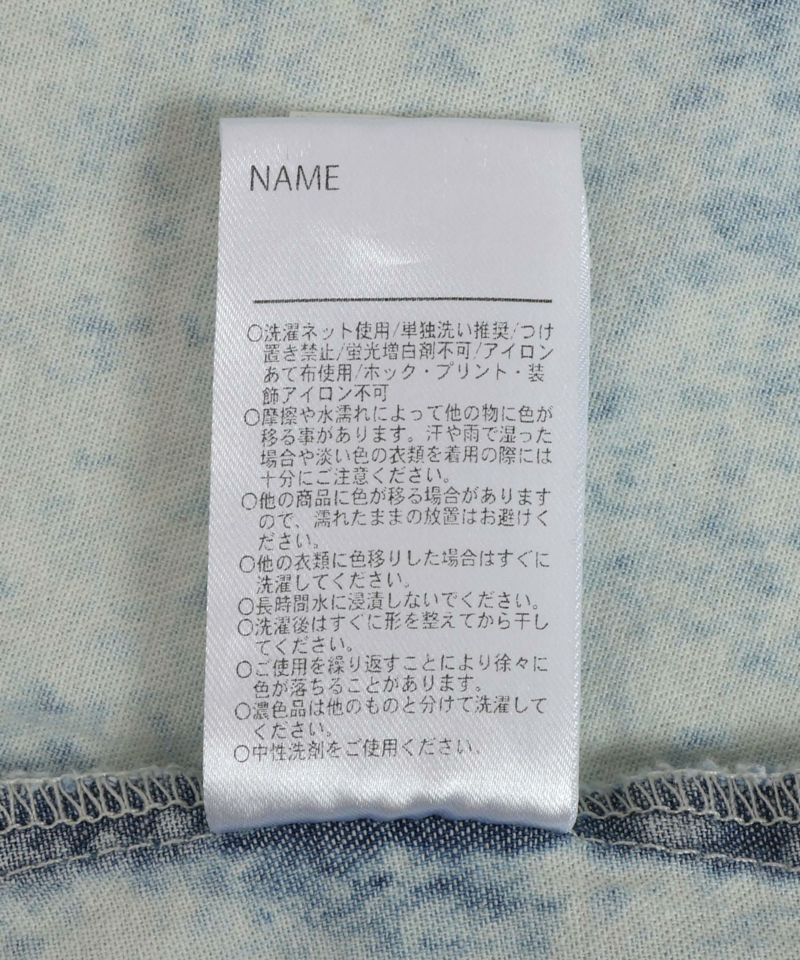 NAME
○洗濯ネット使用/単独洗い推奨/つけ
置き禁止/蛍光増白剤不可/アイロン
あて布使用/ホック・プリント・装
飾アイロン不可
○摩擦や水濡れによって他の物に色が
移る事があります。汗や雨で湿った
場合や淡い色の衣類を着用の際には
十分にご注意ください。
○他の商品に色が移る場合があります
ので、濡れたままの放置はお避けく
ださい。
○他の衣類に色移りした場合はすぐに
洗濯してください。
○長時間水に浸漬しないでください。
○洗濯後はすぐに形を整えてから干し
てください。
○ご使用を繰り返すことにより徐々に
色が落ちることがあります。
○濃色品は他のものと分けて洗濯して
ください。
○中性洗剤をご使用ください。